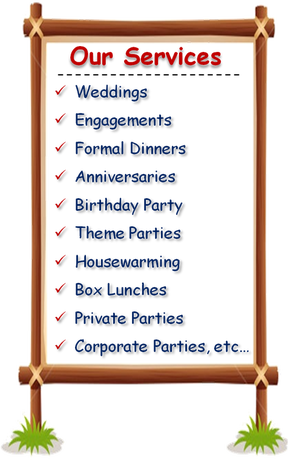 Our Services
Weddings
Engagements
Formal Dinners
Anniversaries
Birthday Party
Theme Parties
Housewarming
Box Lunches
Private Parties
Corporate Parties, etc...